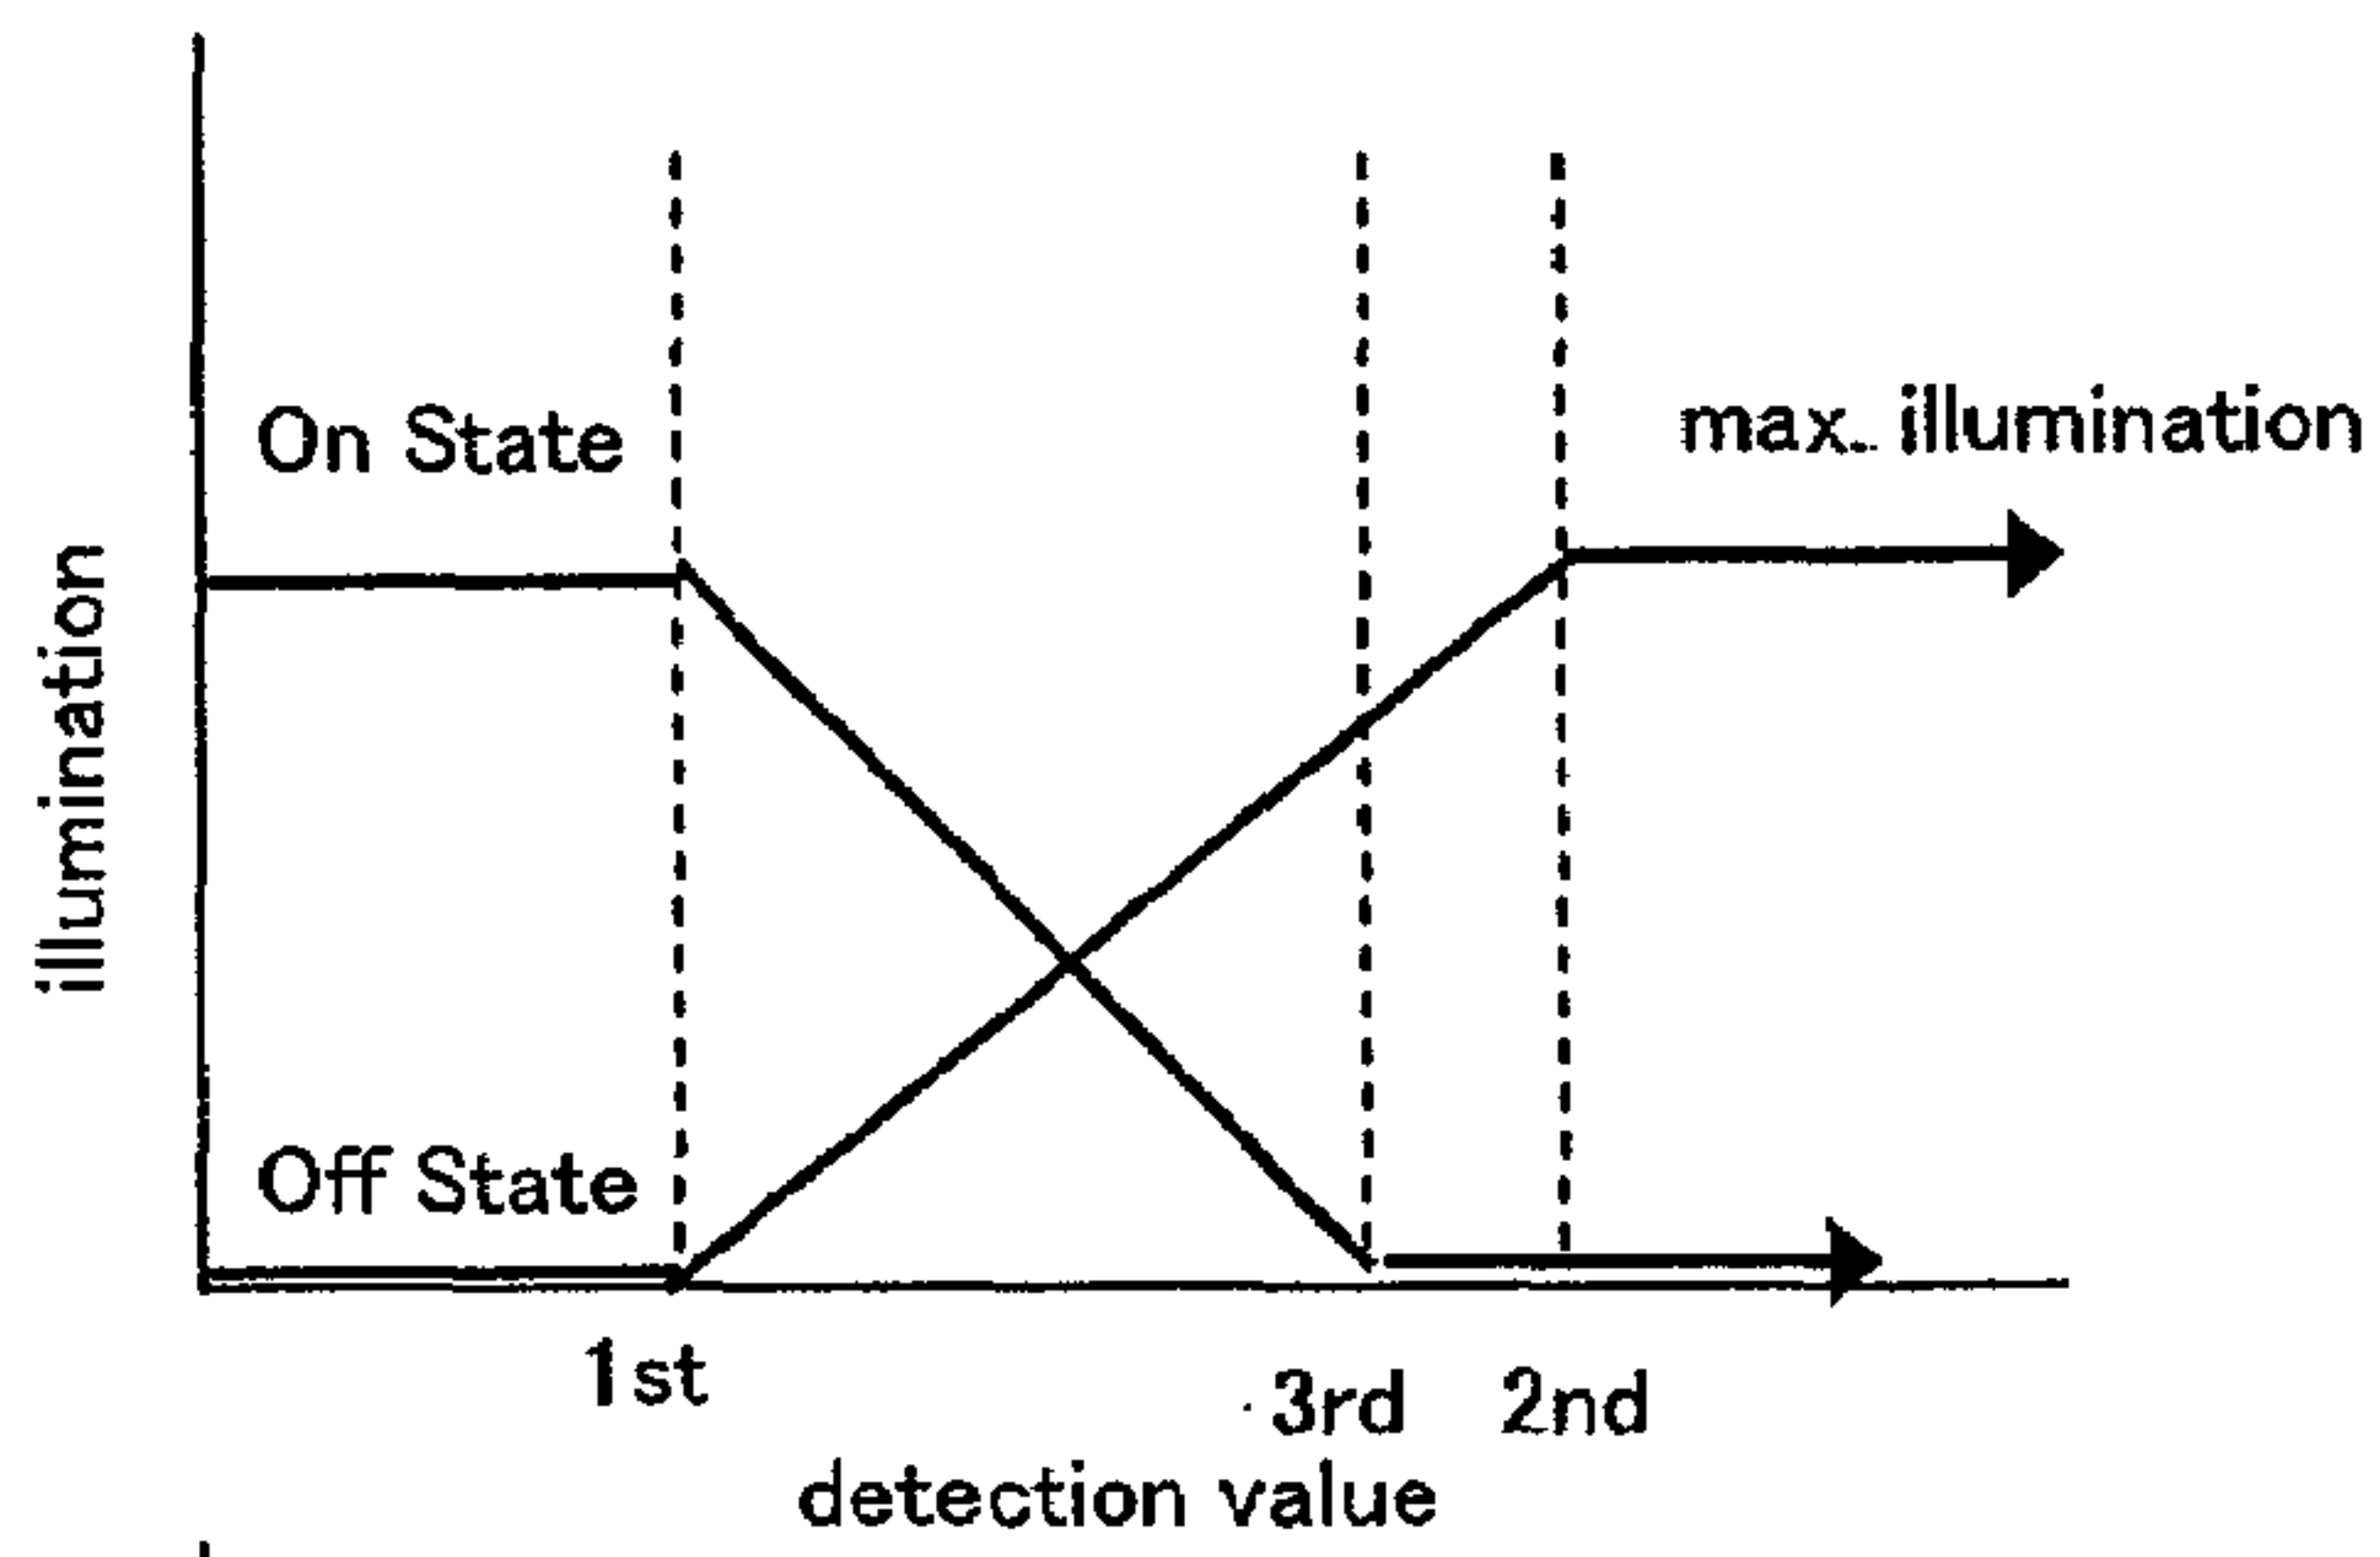 On State
max. illumination
illumination
Off State
1st
3rd
2nd
detection value